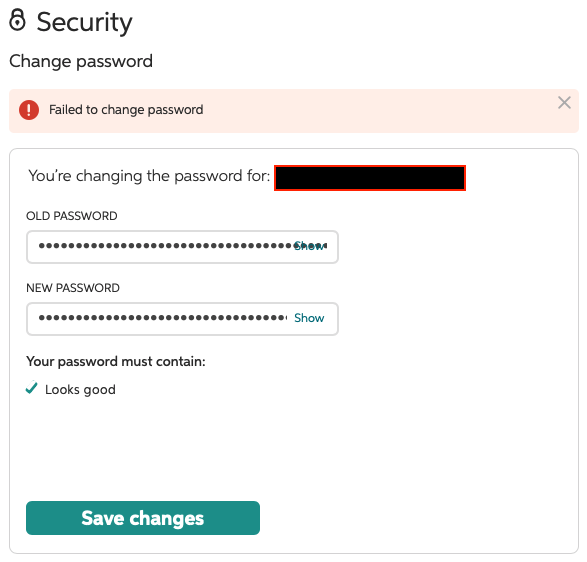 Security
Change password
Failed to change password
You're changing the password for:
OLD PASSWORD
Show
NEW PASSWORD
Show
Your password must contain:
Looks good
Save changes